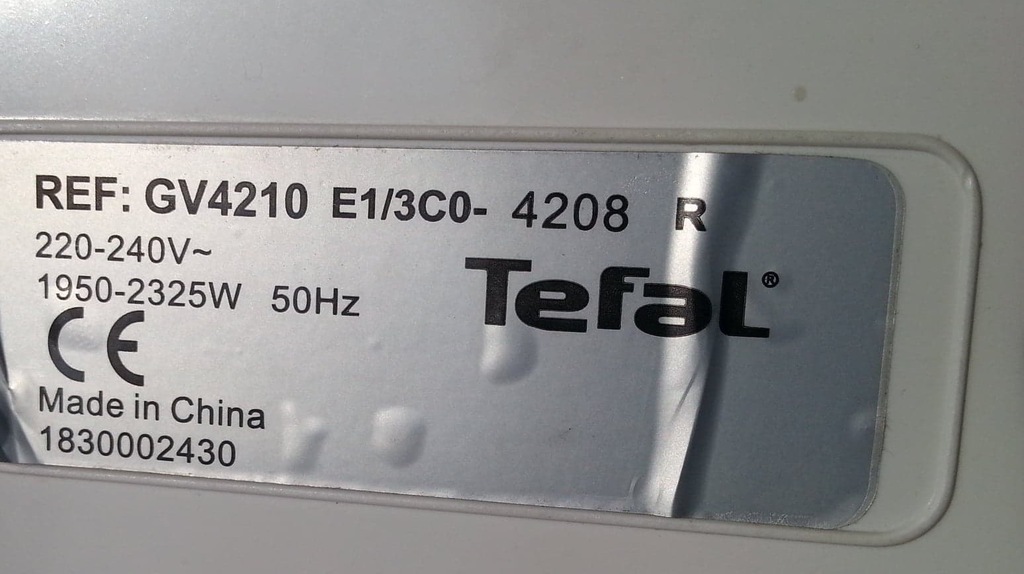 REF: GV4210 E1/3C0- 4208 R
220-240V~
1950-2325W 50Hz
Tefal®
CE
Made in China
1830002430